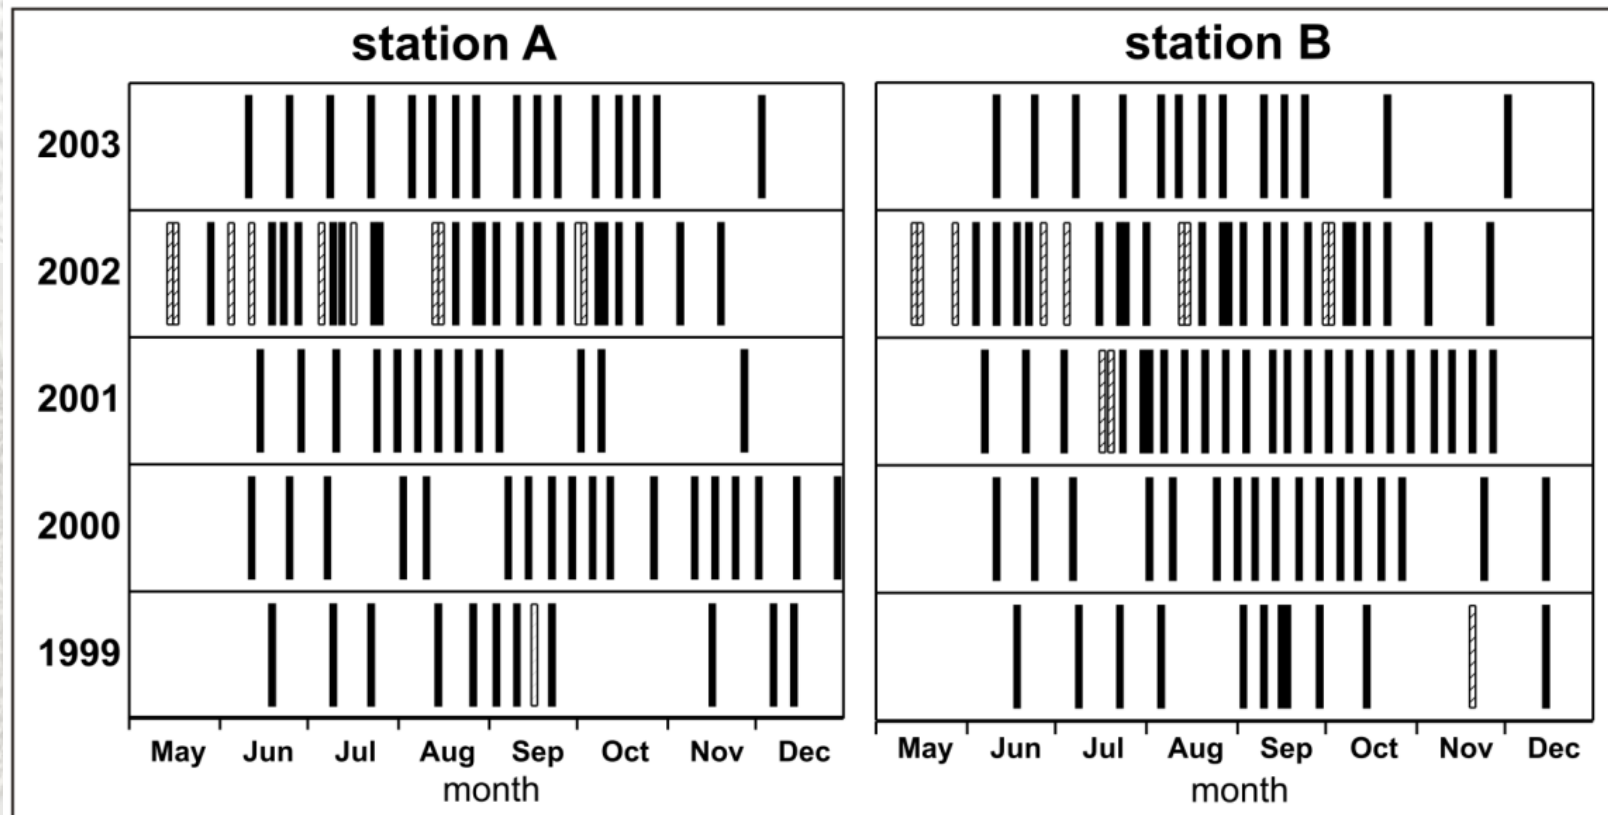 station A station B
2003
2002
2001
2000
1999
May Jun Jul Aug Sep Oct Nov Dec May Jun Jul Aug Sep Oct Nov Dec
month month